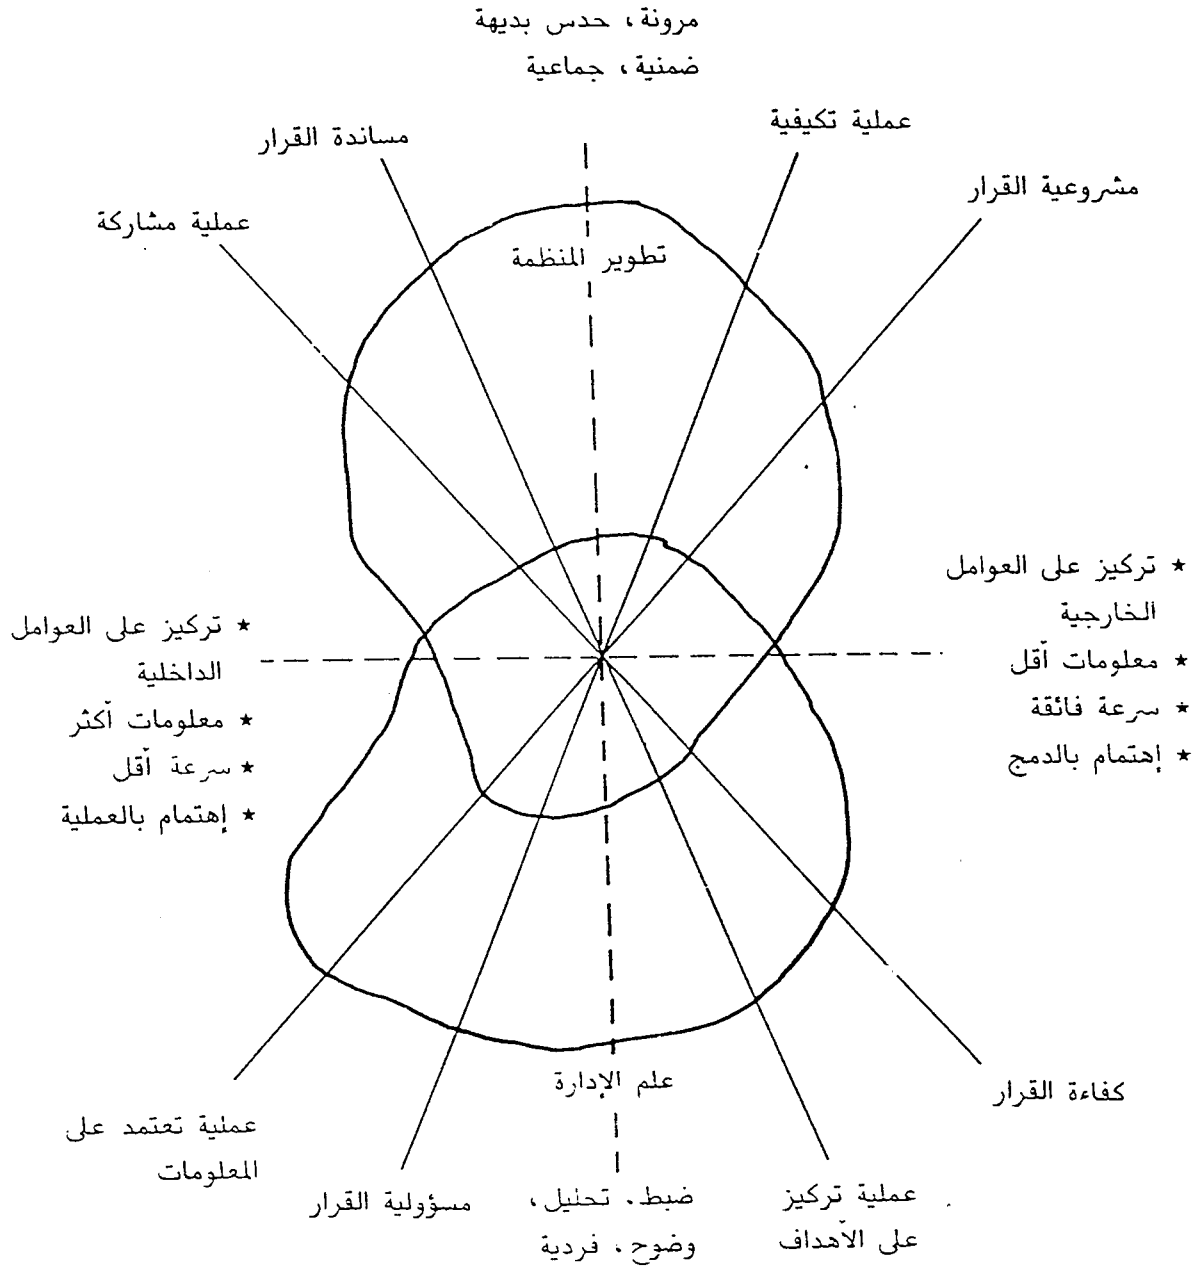 مرونة، حدس بديهة
ضمنية، جماعية
عملية تكيفية
مساندة القرار
مشروعية القرار
عملية مشاركة
تطوير المنظمة
★ تركيز على العوامل
الخارجية
★ معلومات أقل
★ سرعة فائقة
★ إهتمام بالدمج
★ تركيز على العوامل
الداخلية
★ معلومات أكثر
★ سرعة أقل
★ إهتمام بالعملية
علم الإدارة
كفاءة القرار
عملية تعتمد على
المعلومات
عملية تركيز
على الأهداف
ضبط. تحليل،
وضوح، فردية
مسؤولية القرار